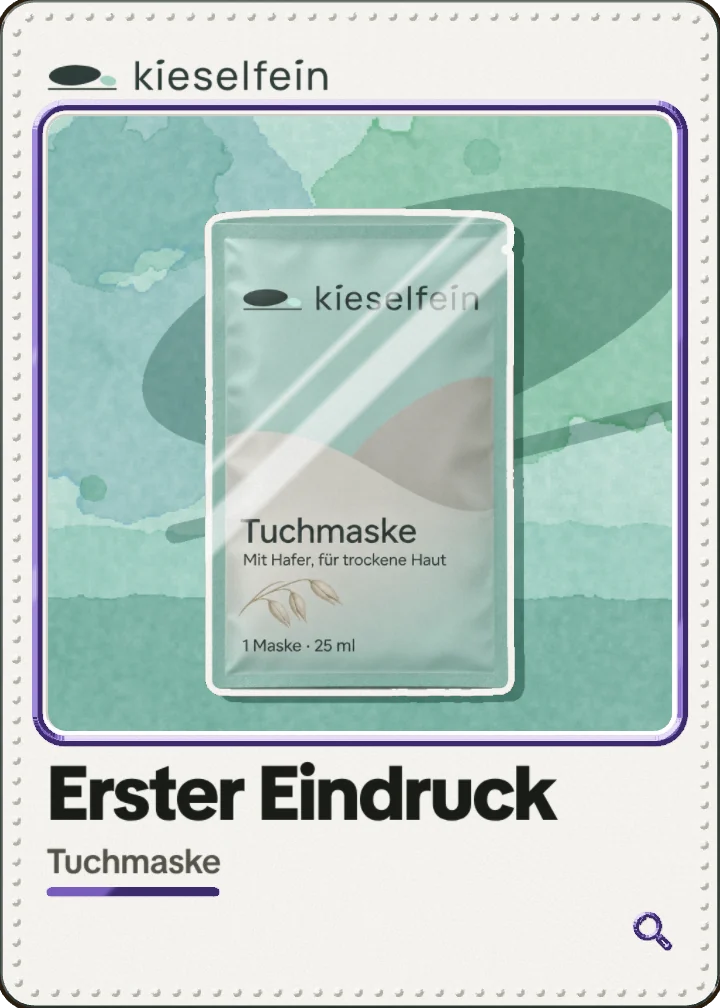 kieselfein
kieselfein
Tuchmaske
Mit Hafer, für trockene Haut
1 Maske · 25 ml
Erster Eindruck
Tuchmaske